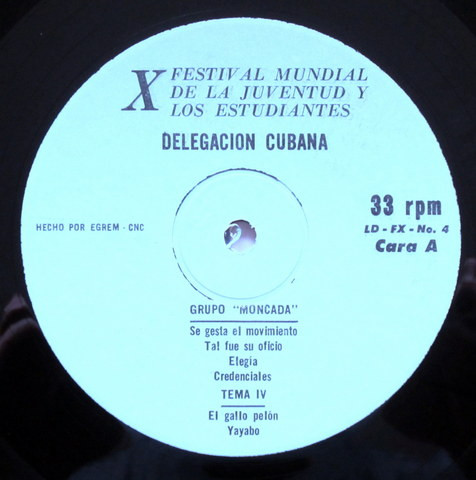 X FESTIVAL MUNDIAL
DE LA JUVENTUD Y
LOS ESTUDIANTES
DELEGACION CUBANA
33 rpm
HECHO POR EGREM - CNC
LD - FX - No. 4
Cara A
GRUPO "MONCADA"
Se gesta el movimiento
Tal fue su oficio
Elegía
Credenciales
TEMA IV
El gallo pelón
Yayabo